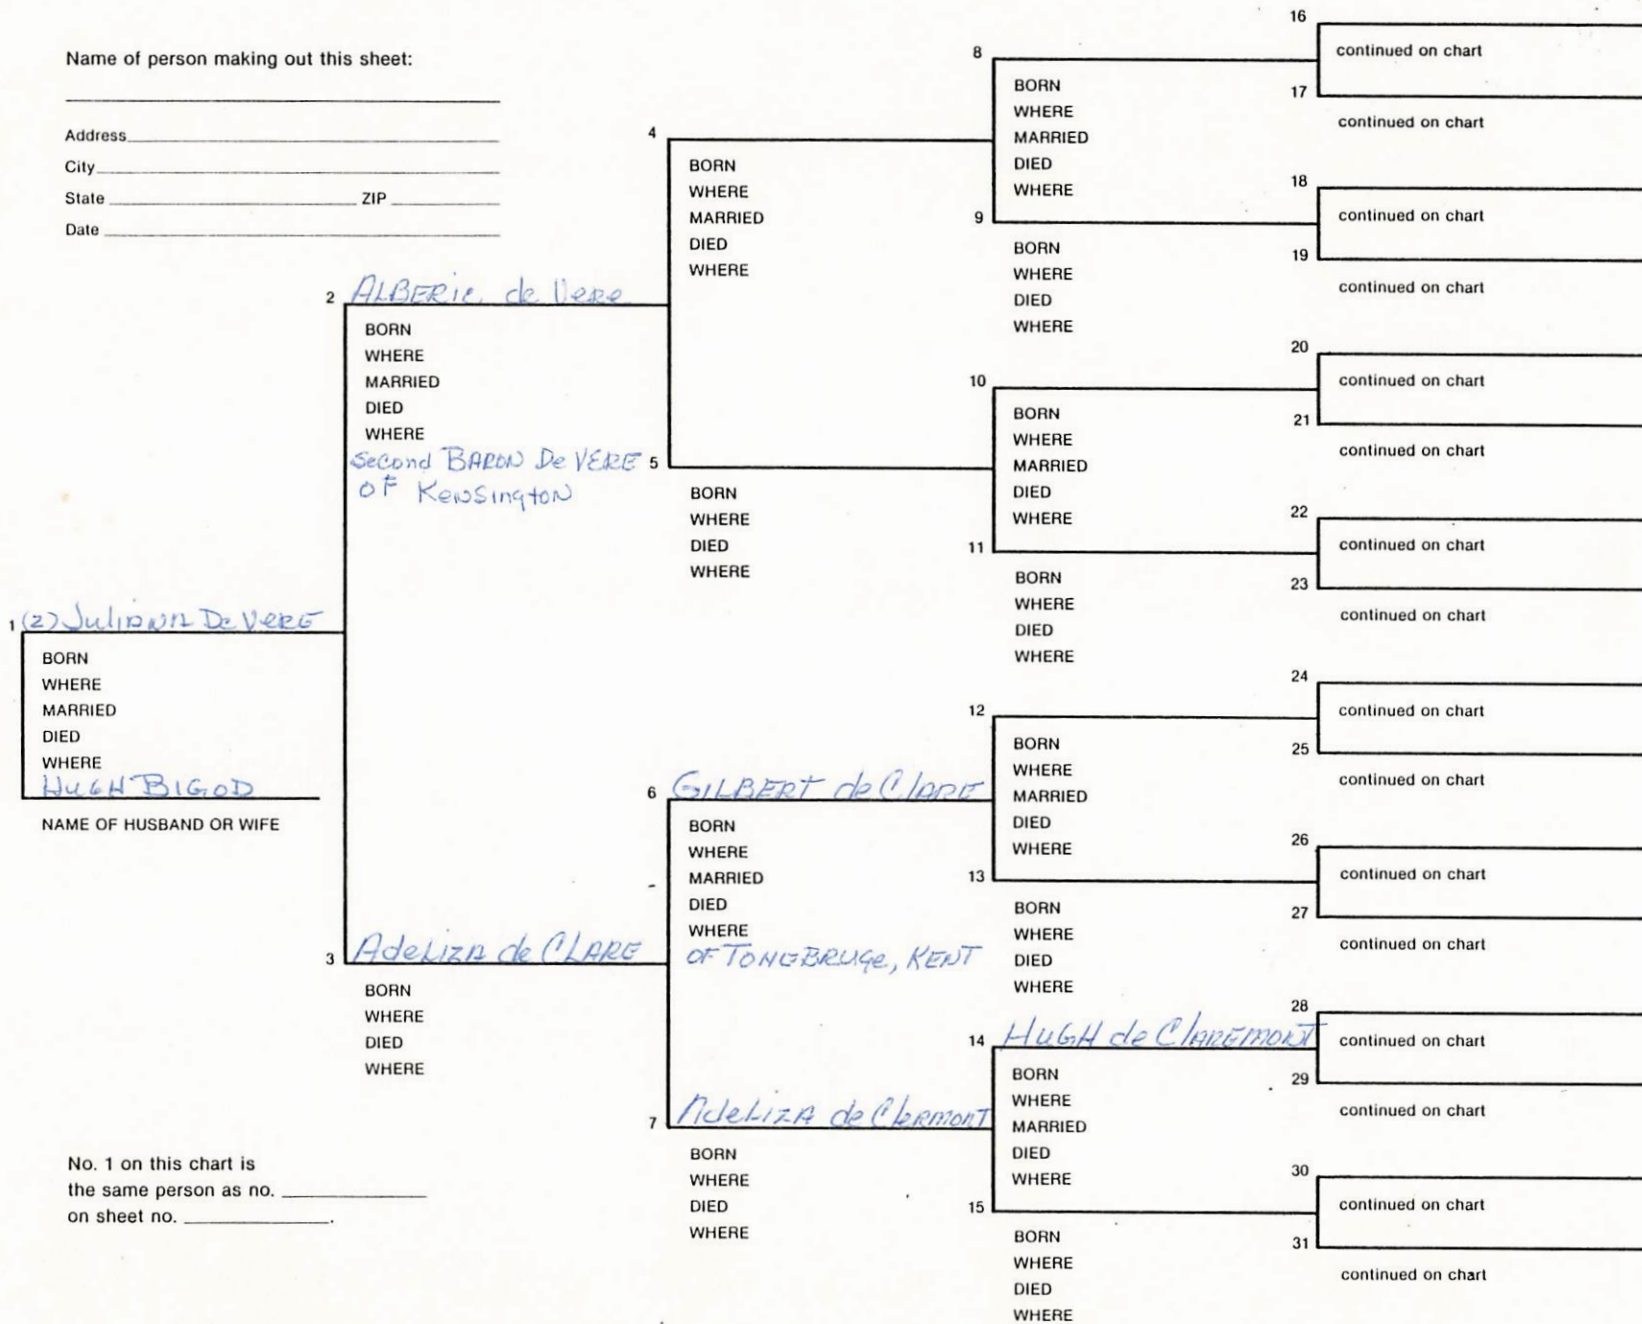 Name of person making out this sheet:
Address
City
State ZIP
Date
1 (2) Juliana De Vere
BORN
WHERE
MARRIED
DIED
WHERE
HUGH BIGOD
NAME OF HUSBAND OR WIFE
No. 1 on this chart is
the same person as no.
on sheet no. .
2 ALBERIC de Vere
BORN
WHERE
MARRIED
DIED
WHERE
Second BARON De VERE
OF KenSington
3 AdeLIZA de CLARE
BORN
WHERE
DIED
WHERE
4
BORN
WHERE
MARRIED
DIED
WHERE
5
BORN
WHERE
DIED
WHERE
6 GILBERT de CLARE
BORN
WHERE
MARRIED
DIED
WHERE
OF TONEBRUGe, KENT
7 AdeLIZA de Clermont
BORN
WHERE
DIED
WHERE
8
BORN
WHERE
MARRIED
DIED
WHERE
9
BORN
WHERE
DIED
WHERE
10
BORN
WHERE
MARRIED
DIED
WHERE
11
BORN
WHERE
DIED
WHERE
12
BORN
WHERE
MARRIED
DIED
WHERE
13
BORN
WHERE
DIED
WHERE
14 HUGH de ClAREMONT
BORN
WHERE
MARRIED
DIED
WHERE
15
BORN
WHERE
DIED
WHERE
16
continued on chart
17
continued on chart
18
continued on chart
19
continued on chart
20
continued on chart
21
continued on chart
22
continued on chart
23
continued on chart
24
continued on chart
25
continued on chart
26
continued on chart
27
continued on chart
28
continued on chart
29
continued on chart
30
continued on chart
31
continued on chart